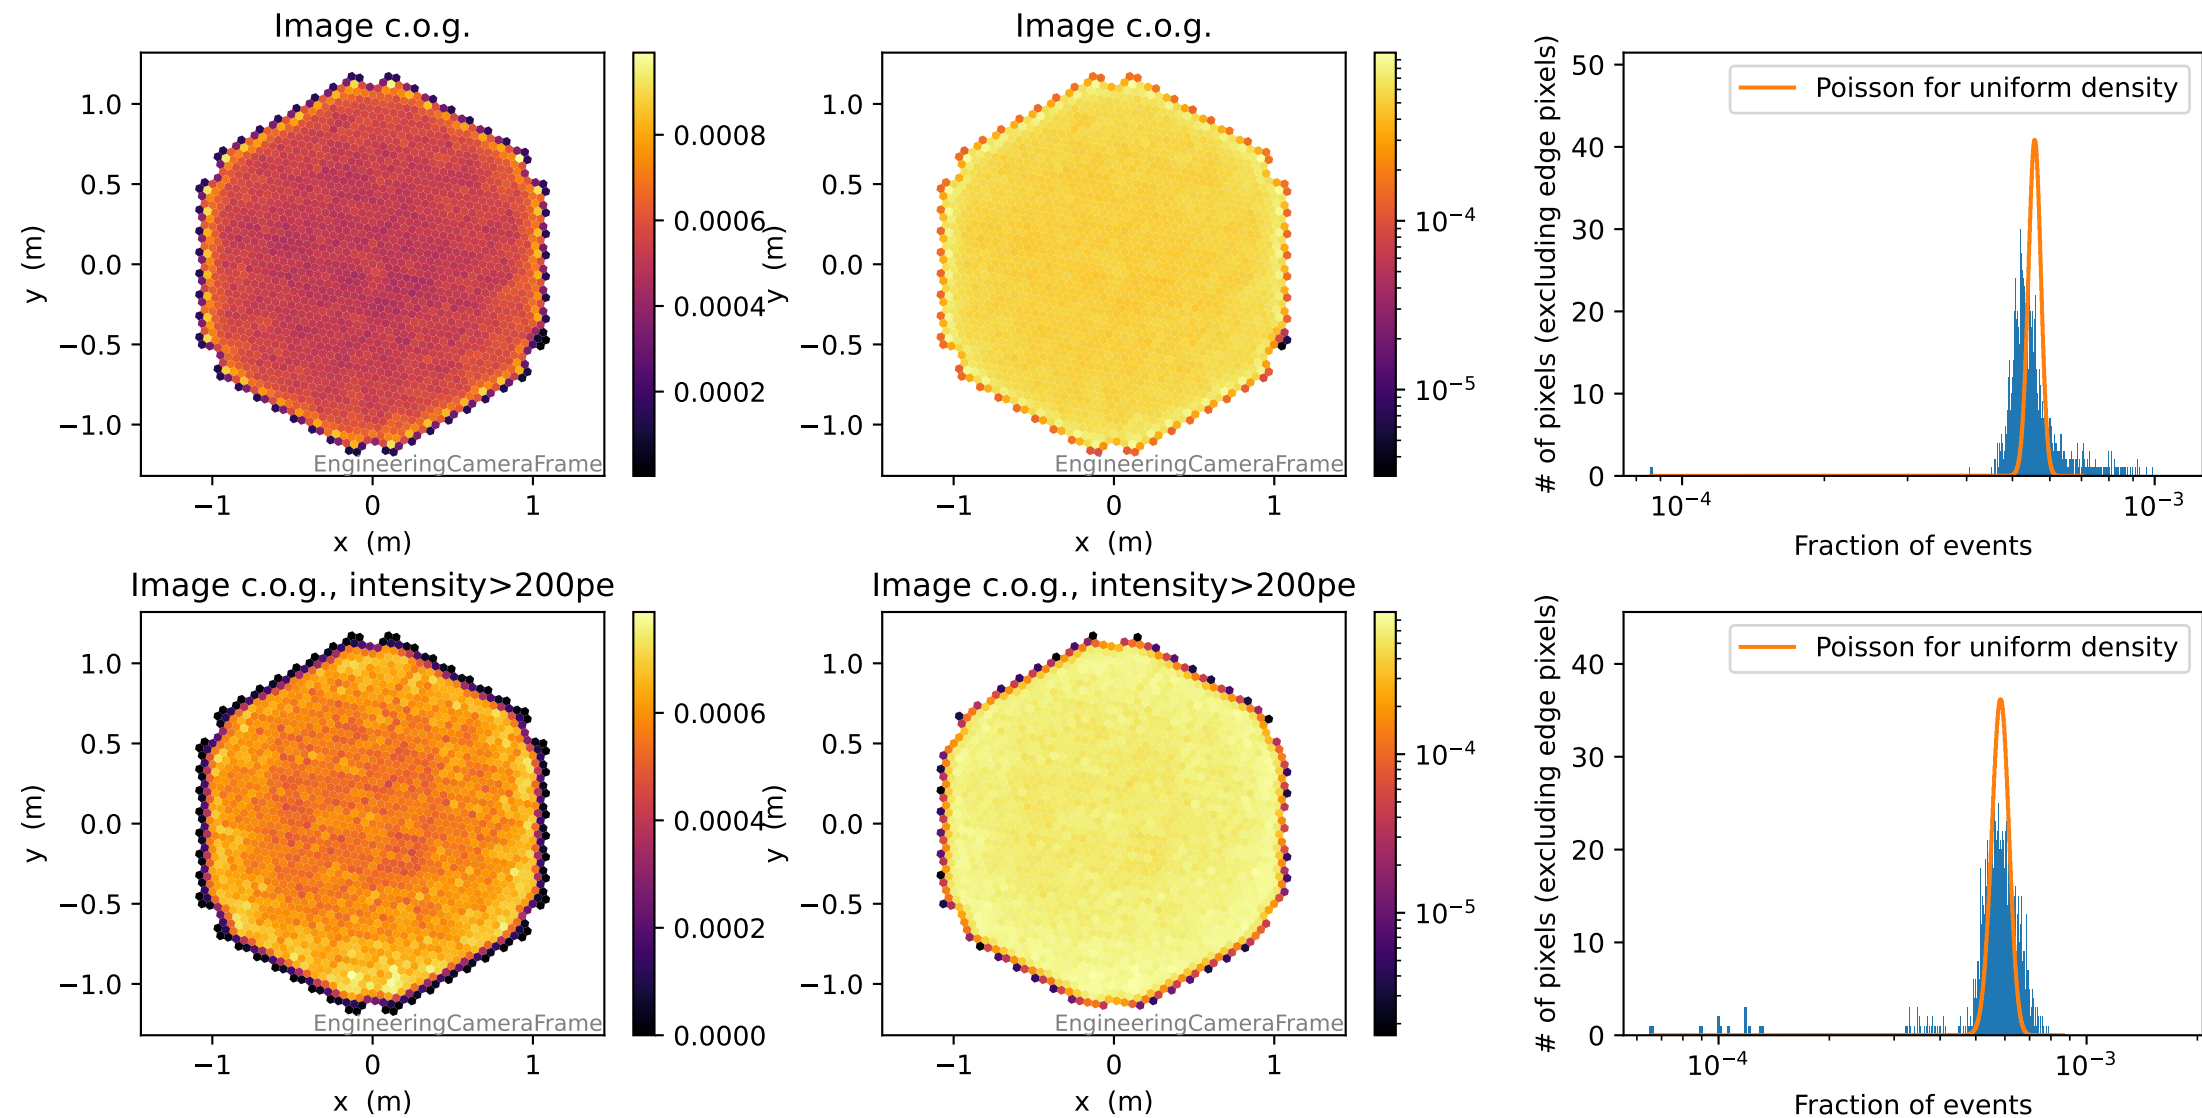 Image c.o.g.
1.0
0.5
0.0
−0.5
−1.0
y (m)
−1
0
1
x (m)
EngineeringCameraFrame
0.0008
0.0006
0.0004
0.0002
Image c.o.g.
1.0
0.5
0.0
−0.5
−1.0
y (m)
−1
0
1
x (m)
EngineeringCameraFrame
10⁻⁴
10⁻⁵
# of pixels (excluding edge pixels)
50
40
30
20
10
0
Poisson for uniform density
10⁻⁴
10⁻³
Fraction of events
Image c.o.g., intensity>200pe
1.0
0.5
0.0
−0.5
−1.0
y (m)
−1
0
1
x (m)
EngineeringCameraFrame
0.0006
0.0004
0.0002
0.0000
Image c.o.g., intensity>200pe
1.0
0.5
0.0
−0.5
−1.0
y (m)
−1
0
1
x (m)
EngineeringCameraFrame
10⁻⁴
10⁻⁵
# of pixels (excluding edge pixels)
40
30
20
10
0
Poisson for uniform density
10⁻⁴
10⁻³
Fraction of events